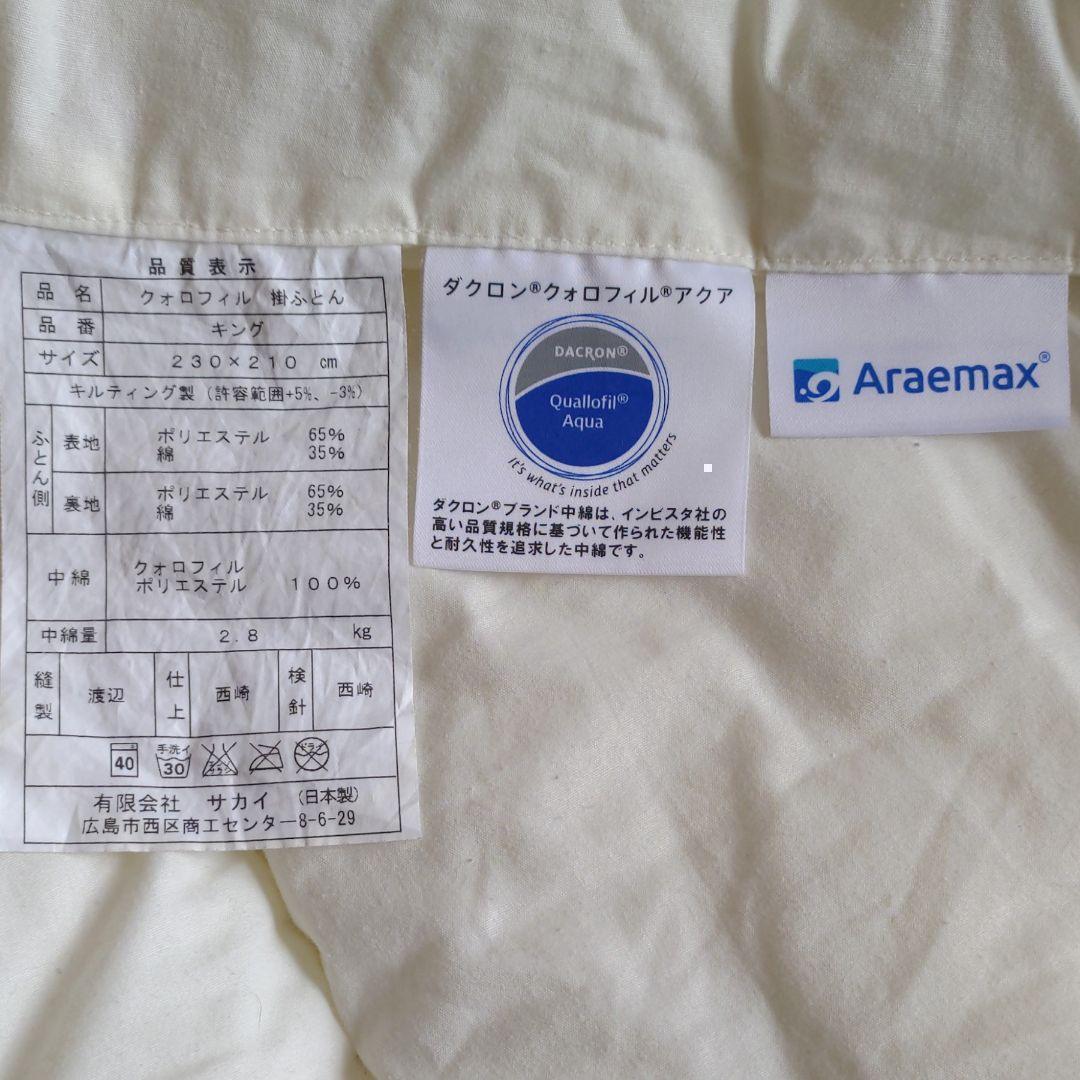 品質表示
品 名 クォロフィル 掛ふとん
品 番 キング
サイズ 230×210 cm
キルティング製(許容範囲+5%、-3%)
ふとん側
表地 ポリエステル 65%
綿 35%
裏地 ポリエステル 65%
綿 35%
中綿 クォロフィル
ポリエステル 100%
中綿量 2.8 kg
縫製 渡辺 仕上 西崎 検針 西崎
40 手洗イ 30 エンソサラシ ドライ
有限会社 サカイ (日本製)
広島市西区商工センター8-6-29
ダクロン®クォロフィル®アクア
DACRON®
Quallofil®
Aqua
It's what's inside that matters
ダクロン®ブランド中綿は、インビスタ社の
高い品質規格に基づいて作られた機能性
と耐久性を追求した中綿です。
Araemax®